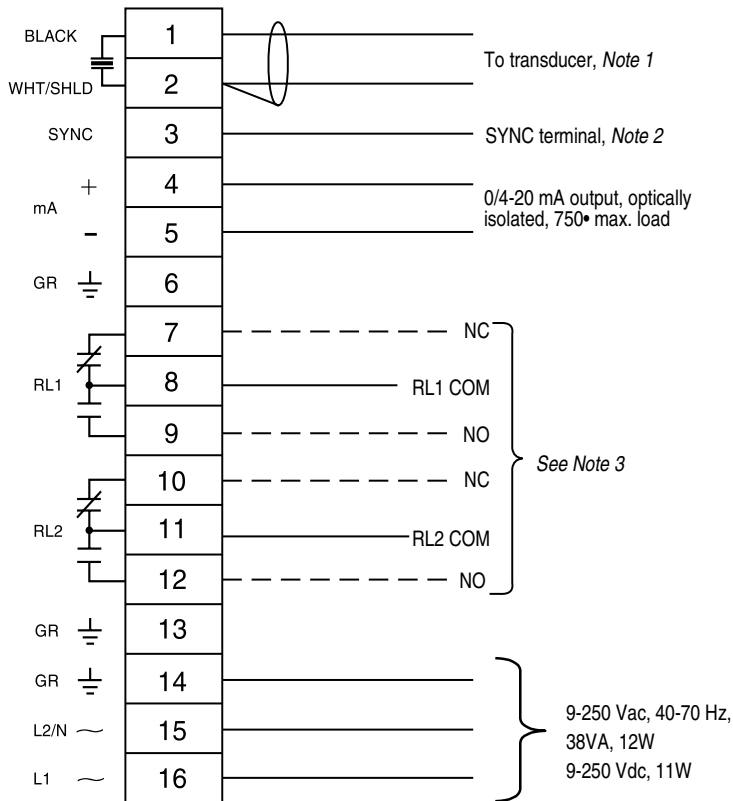 BLACK 1
To transducer, Note 1
WHT/SHLD 2
SYNC 3 SYNC terminal, Note 2
+ 4
mA
0/4-20 mA output, optically
isolated, 750• max. load
- 5
GR 6
7 NC
RL1 8 RL1 COM
9 NO
See Note 3
10 NC
RL2 11 RL2 COM
12 NO
GR 13
GR 14
9-250 Vac, 40-70 Hz,
L2/N ~ 15
38VA, 12W
9-250 Vdc, 11W
L1 ~ 16